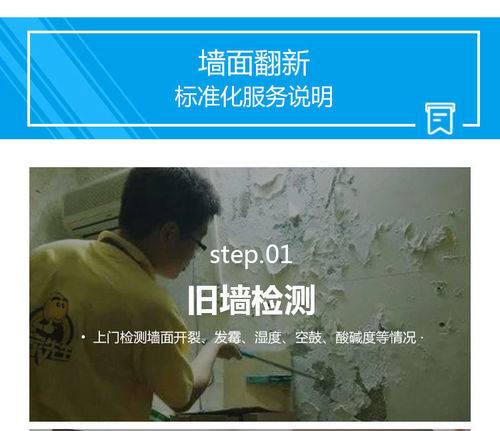 墙面翻新
标准化服务说明
step.01
旧墙检测
• 上门检测墙面开裂、发霉、湿度、空鼓、酸碱度等情况 ·